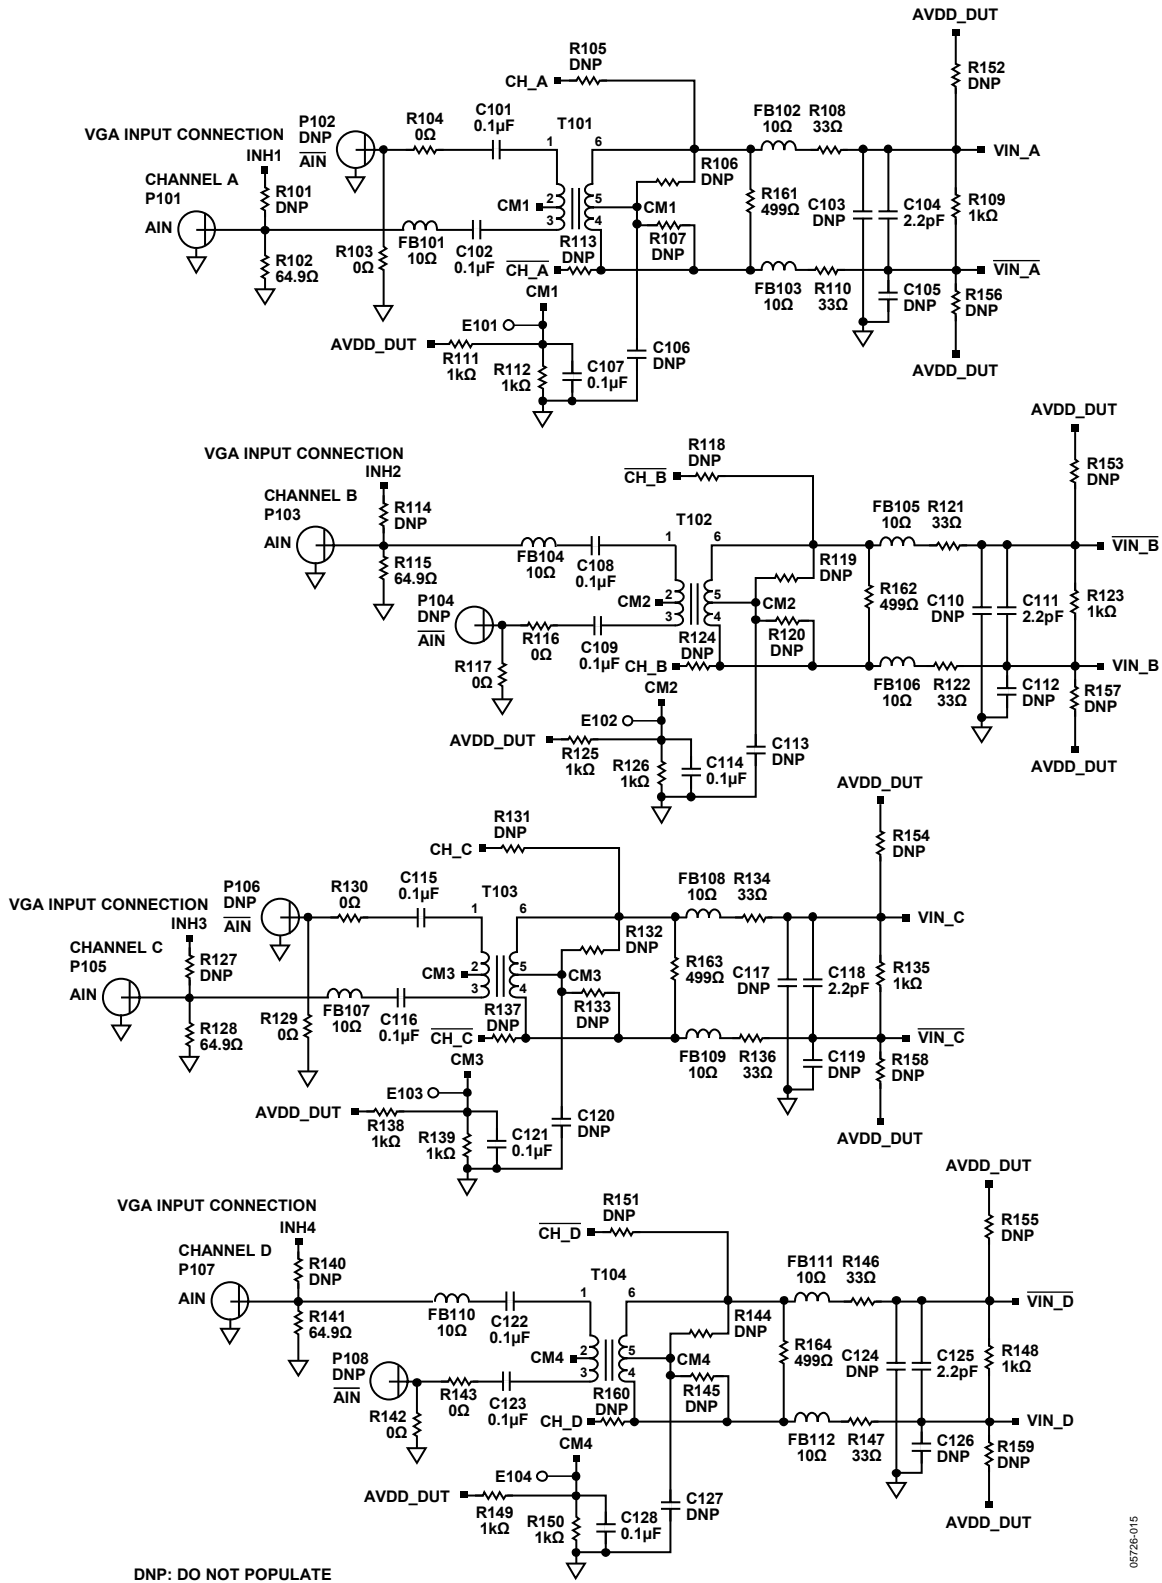 AVDD_DUT
R105
DNP
CH_A
R152
DNP
P102
DNP
AIN
R104
0Ω
C101
0.1µF
T101
FB102
10Ω
R108
33Ω
VGA INPUT CONNECTION
INH1
1
6
VIN_A
CHANNEL A
P101
R101
DNP
R106
DNP
AIN
CM1
2
5
CM1
3
4
R161
499Ω
C103
DNP
C104
2.2pF
R109
1kΩ
R102
64.9Ω
R103
0Ω
FB101
10Ω
C102
0.1µF
R113
DNP
R107
DNP
CH_A
VIN_A
FB103
10Ω
R110
33Ω
C105
DNP
R156
DNP
CM1
E101
AVDD_DUT
R111
1kΩ
R112
1kΩ
C107
0.1µF
C106
DNP
AVDD_DUT
AVDD_DUT
VGA INPUT CONNECTION
INH2
R118
DNP
CH_B
R153
DNP
CHANNEL B
P103
R114
DNP
T102
FB105
10Ω
R121
33Ω
AIN
1
6
VIN_B
FB104
10Ω
C108
0.1µF
R115
64.9Ω
R119
DNP
P104
DNP
AIN
CM2
2
5
CM2
3
4
R162
499Ω
C110
DNP
C111
2.2pF
R123
1kΩ
R116
0Ω
C109
0.1µF
R124
DNP
R120
DNP
R117
0Ω
CH_B
VIN_B
FB106
10Ω
R122
33Ω
C112
DNP
R157
DNP
CM2
E102
AVDD_DUT
R125
1kΩ
R126
1kΩ
C114
0.1µF
C113
DNP
AVDD_DUT
AVDD_DUT
R131
DNP
CH_C
R154
DNP
P106
DNP
AIN
R130
0Ω
C115
0.1µF
T103
FB108
10Ω
R134
33Ω
VGA INPUT CONNECTION
INH3
1
6
VIN_C
CHANNEL C
P105
R127
DNP
R132
DNP
AIN
CM3
2
5
CM3
3
4
R163
499Ω
C117
DNP
C118
2.2pF
R135
1kΩ
R128
64.9Ω
R129
0Ω
FB107
10Ω
C116
0.1µF
R137
DNP
R133
DNP
CH_C
VIN_C
FB109
10Ω
R136
33Ω
C119
DNP
R158
DNP
CM3
E103
AVDD_DUT
R138
1kΩ
R139
1kΩ
C121
0.1µF
C120
DNP
AVDD_DUT
AVDD_DUT
VGA INPUT CONNECTION
INH4
R151
DNP
CH_D
R155
DNP
CHANNEL D
P107
R140
DNP
T104
FB111
10Ω
R146
33Ω
AIN
1
6
VIN_D
FB110
10Ω
C122
0.1µF
R141
64.9Ω
R144
DNP
P108
DNP
AIN
CM4
2
5
CM4
3
4
R164
499Ω
C124
DNP
C125
2.2pF
R148
1kΩ
R143
0Ω
C123
0.1µF
R160
DNP
R145
DNP
R142
0Ω
CH_D
VIN_D
FB112
10Ω
R147
33Ω
C126
DNP
R159
DNP
CM4
E104
AVDD_DUT
R149
1kΩ
R150
1kΩ
C128
0.1µF
C127
DNP
AVDD_DUT
05726-015
DNP: DO NOT POPULATE